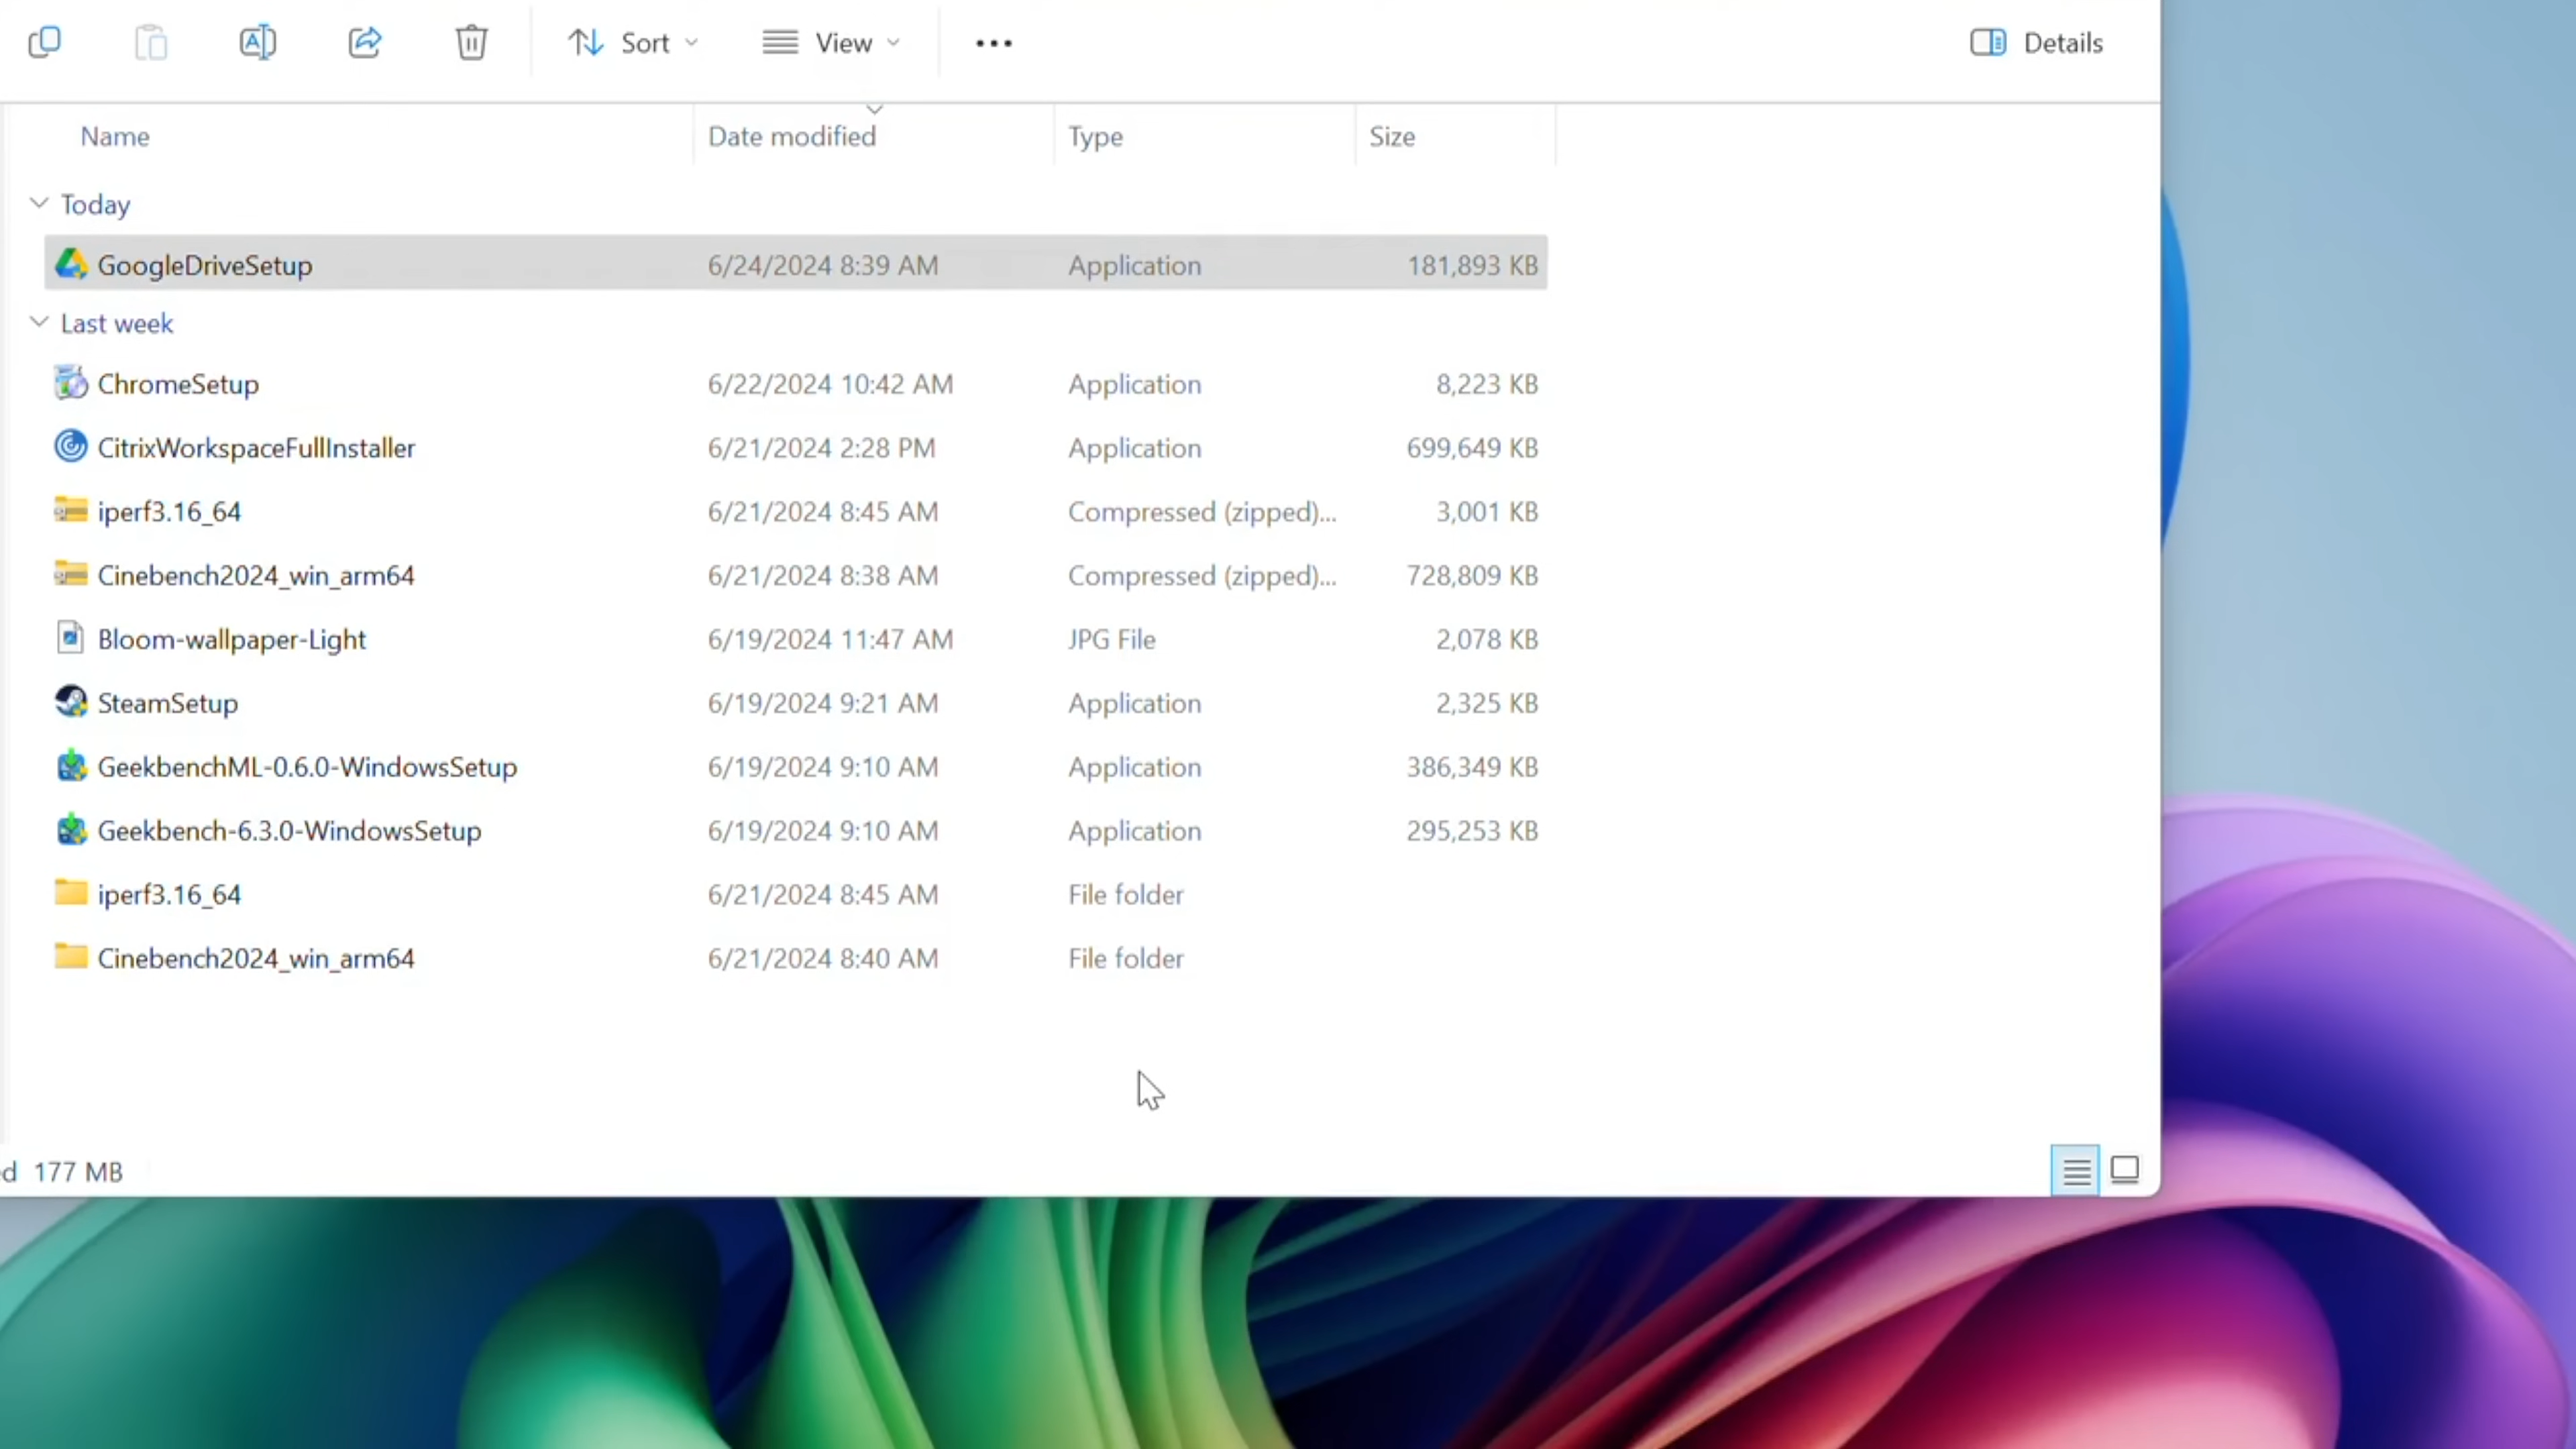 Sort View Details
Name Date modified Type Size
Today
GoogleDriveSetup 6/24/2024 8:39 AM Application 181,893 KB
Last week
ChromeSetup 6/22/2024 10:42 AM Application 8,223 KB
CitrixWorkspaceFullInstaller 6/21/2024 2:28 PM Application 699,649 KB
iperf3.16_64 6/21/2024 8:45 AM Compressed (zipped)... 3,001 KB
Cinebench2024_win_arm64 6/21/2024 8:38 AM Compressed (zipped)... 728,809 KB
Bloom-wallpaper-Light 6/19/2024 11:47 AM JPG File 2,078 KB
SteamSetup 6/19/2024 9:21 AM Application 2,325 KB
GeekbenchML-0.6.0-WindowsSetup 6/19/2024 9:10 AM Application 386,349 KB
Geekbench-6.3.0-WindowsSetup 6/19/2024 9:10 AM Application 295,253 KB
iperf3.16_64 6/21/2024 8:45 AM File folder
Cinebench2024_win_arm64 6/21/2024 8:40 AM File folder
d 177 MB